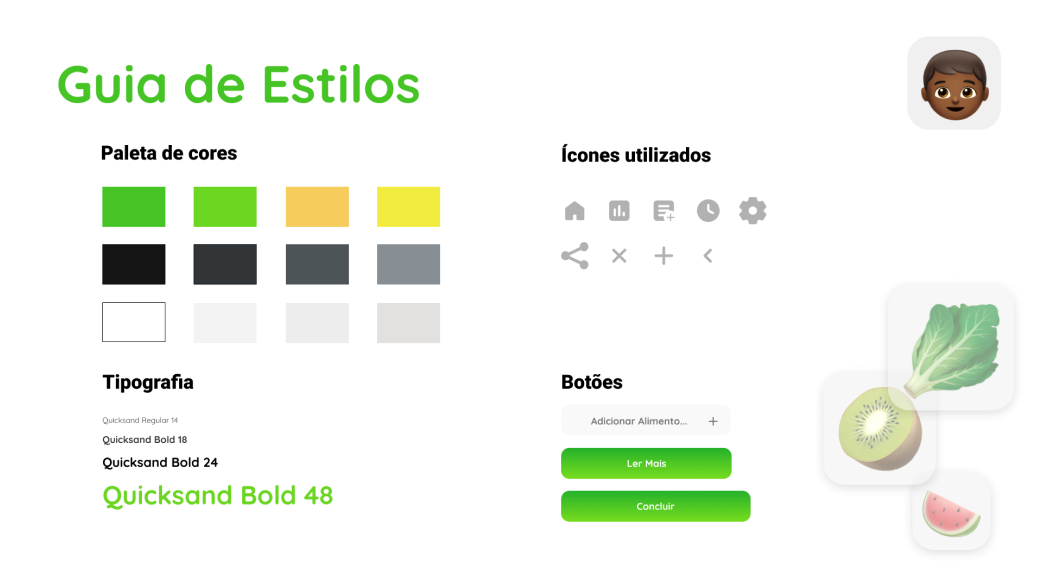 Guia de Estilos
Paleta de cores
Ícones utilizados
Tipografia
Quicksand Regular 14
Quicksand Bold 18
Quicksand Bold 24
Quicksand Bold 48
Botões
Adicionar Alimento... +
Ler Mais
Concluir